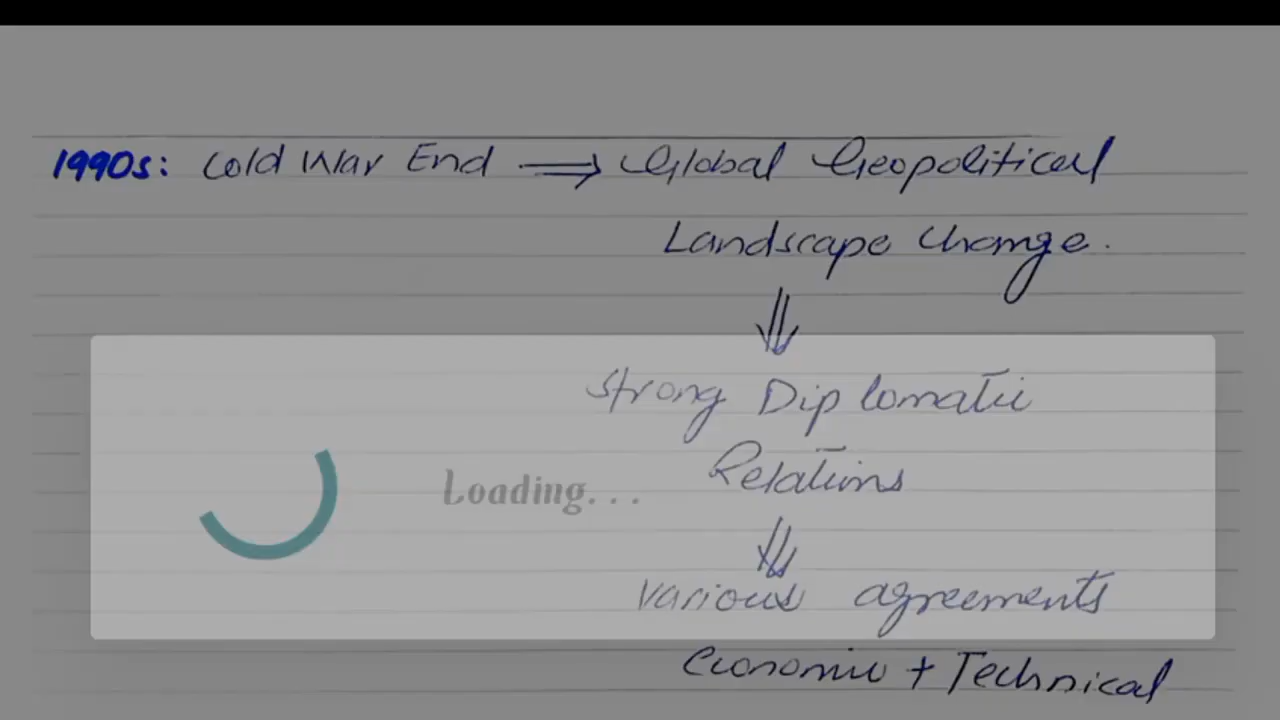 1990s: Cold War End ⟹ Global Geopolitical
Landscape Change.
⇓
Strong Diplomatic
Relations
Loading...
⇓
Various agreements
Economic + Technical